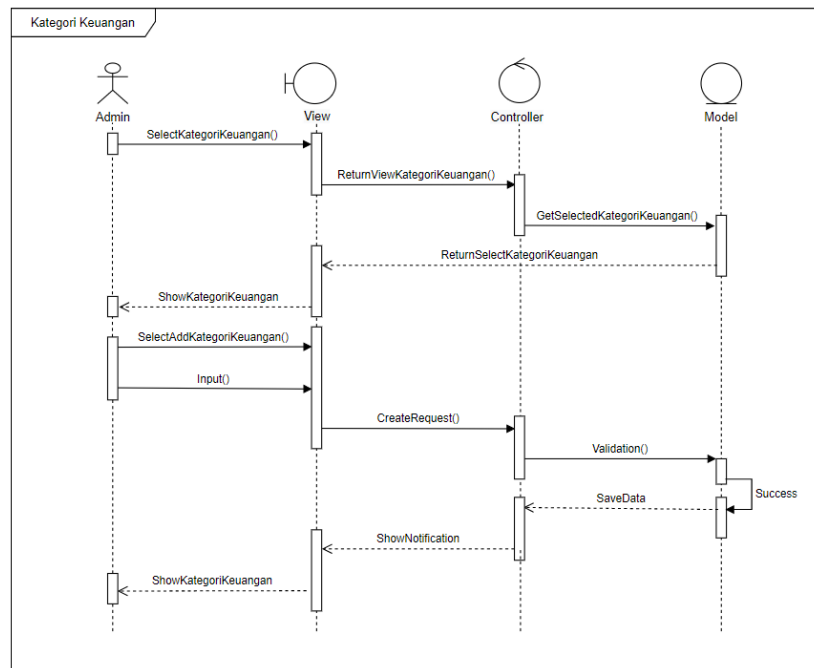 Kategori Keuangan
Admin
View
Controller
Model
SelectKategoriKeuangan()
ReturnViewKategoriKeuangan()
GetSelectedKategoriKeuangan()
ReturnSelectKategoriKeuangan
ShowKategoriKeuangan
SelectAddKategoriKeuangan()
Input()
CreateRequest()
Validation()
Success
SaveData
ShowNotification
ShowKategoriKeuangan